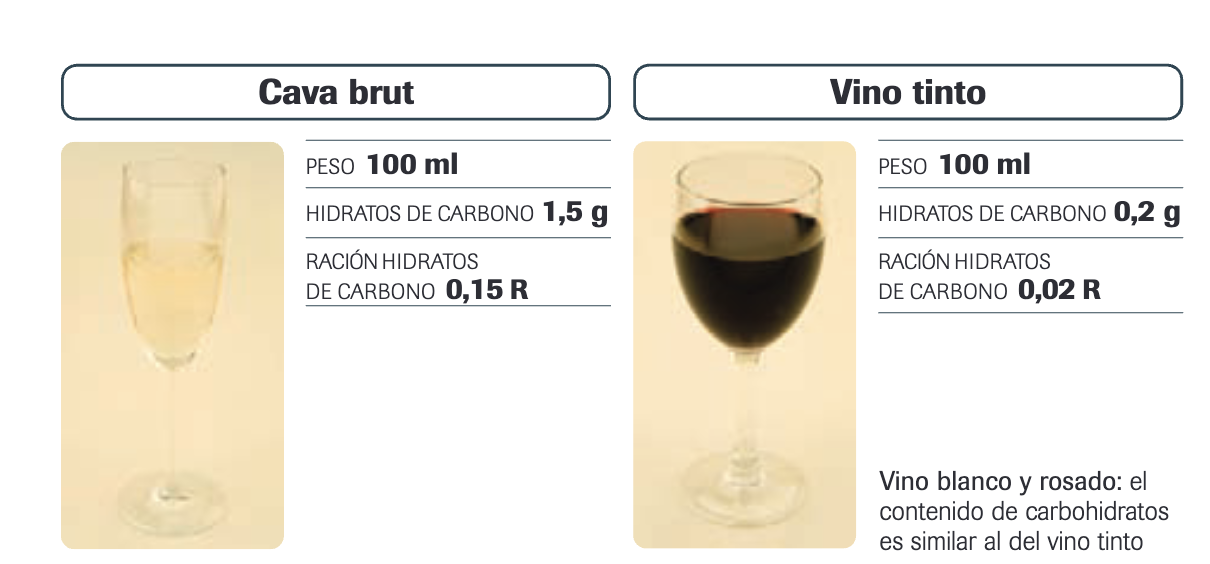 Cava brut
PESO 100 ml
HIDRATOS DE CARBONO 1,5 g
RACIÓN HIDRATOS
DE CARBONO 0,15 R
Vino tinto
PESO 100 ml
HIDRATOS DE CARBONO 0,2 g
RACIÓN HIDRATOS
DE CARBONO 0,02 R
Vino blanco y rosado: el
contenido de carbohidratos
es similar al del vino tinto